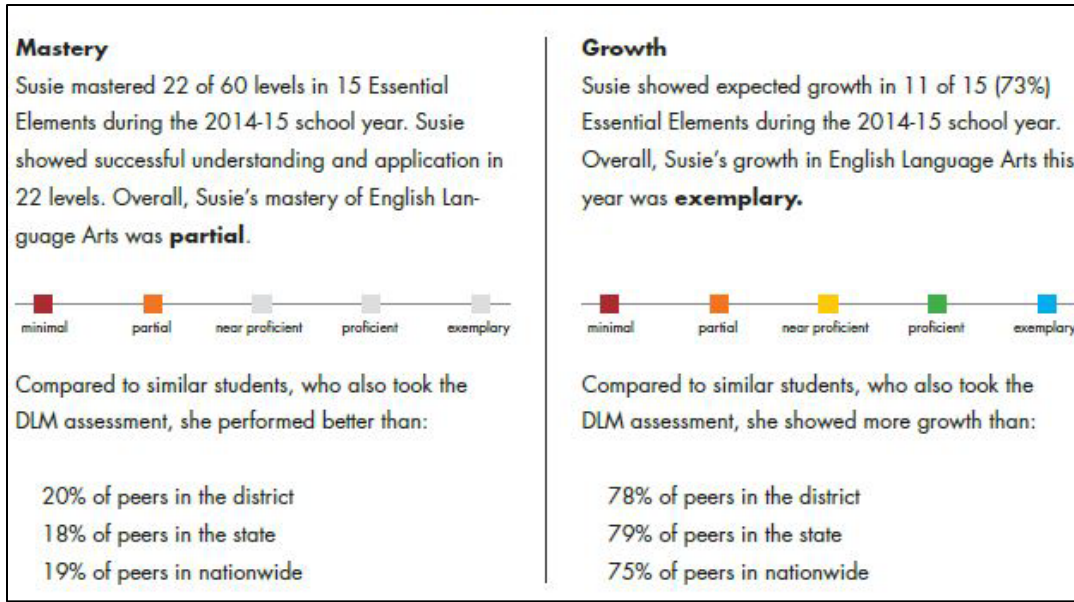 Mastery
Susie mastered 22 of 60 levels in 15 Essential
Elements during the 2014-15 school year. Susie
showed successful understanding and application in
22 levels. Overall, Susie's mastery of English Lan-
guage Arts was partial.
minimal partial near proficient proficient exemplary
Compared to similar students, who also took the
DLM assessment, she performed better than:
20% of peers in the district
18% of peers in the state
19% of peers in nationwide
Growth
Susie showed expected growth in 11 of 15 (73%)
Essential Elements during the 2014-15 school year.
Overall, Susie's growth in English Language Arts this
year was exemplary.
minimal partial near proficient proficient exemplary
Compared to similar students, who also took the
DLM assessment, she showed more growth than:
78% of peers in the district
79% of peers in the state
75% of peers in nationwide